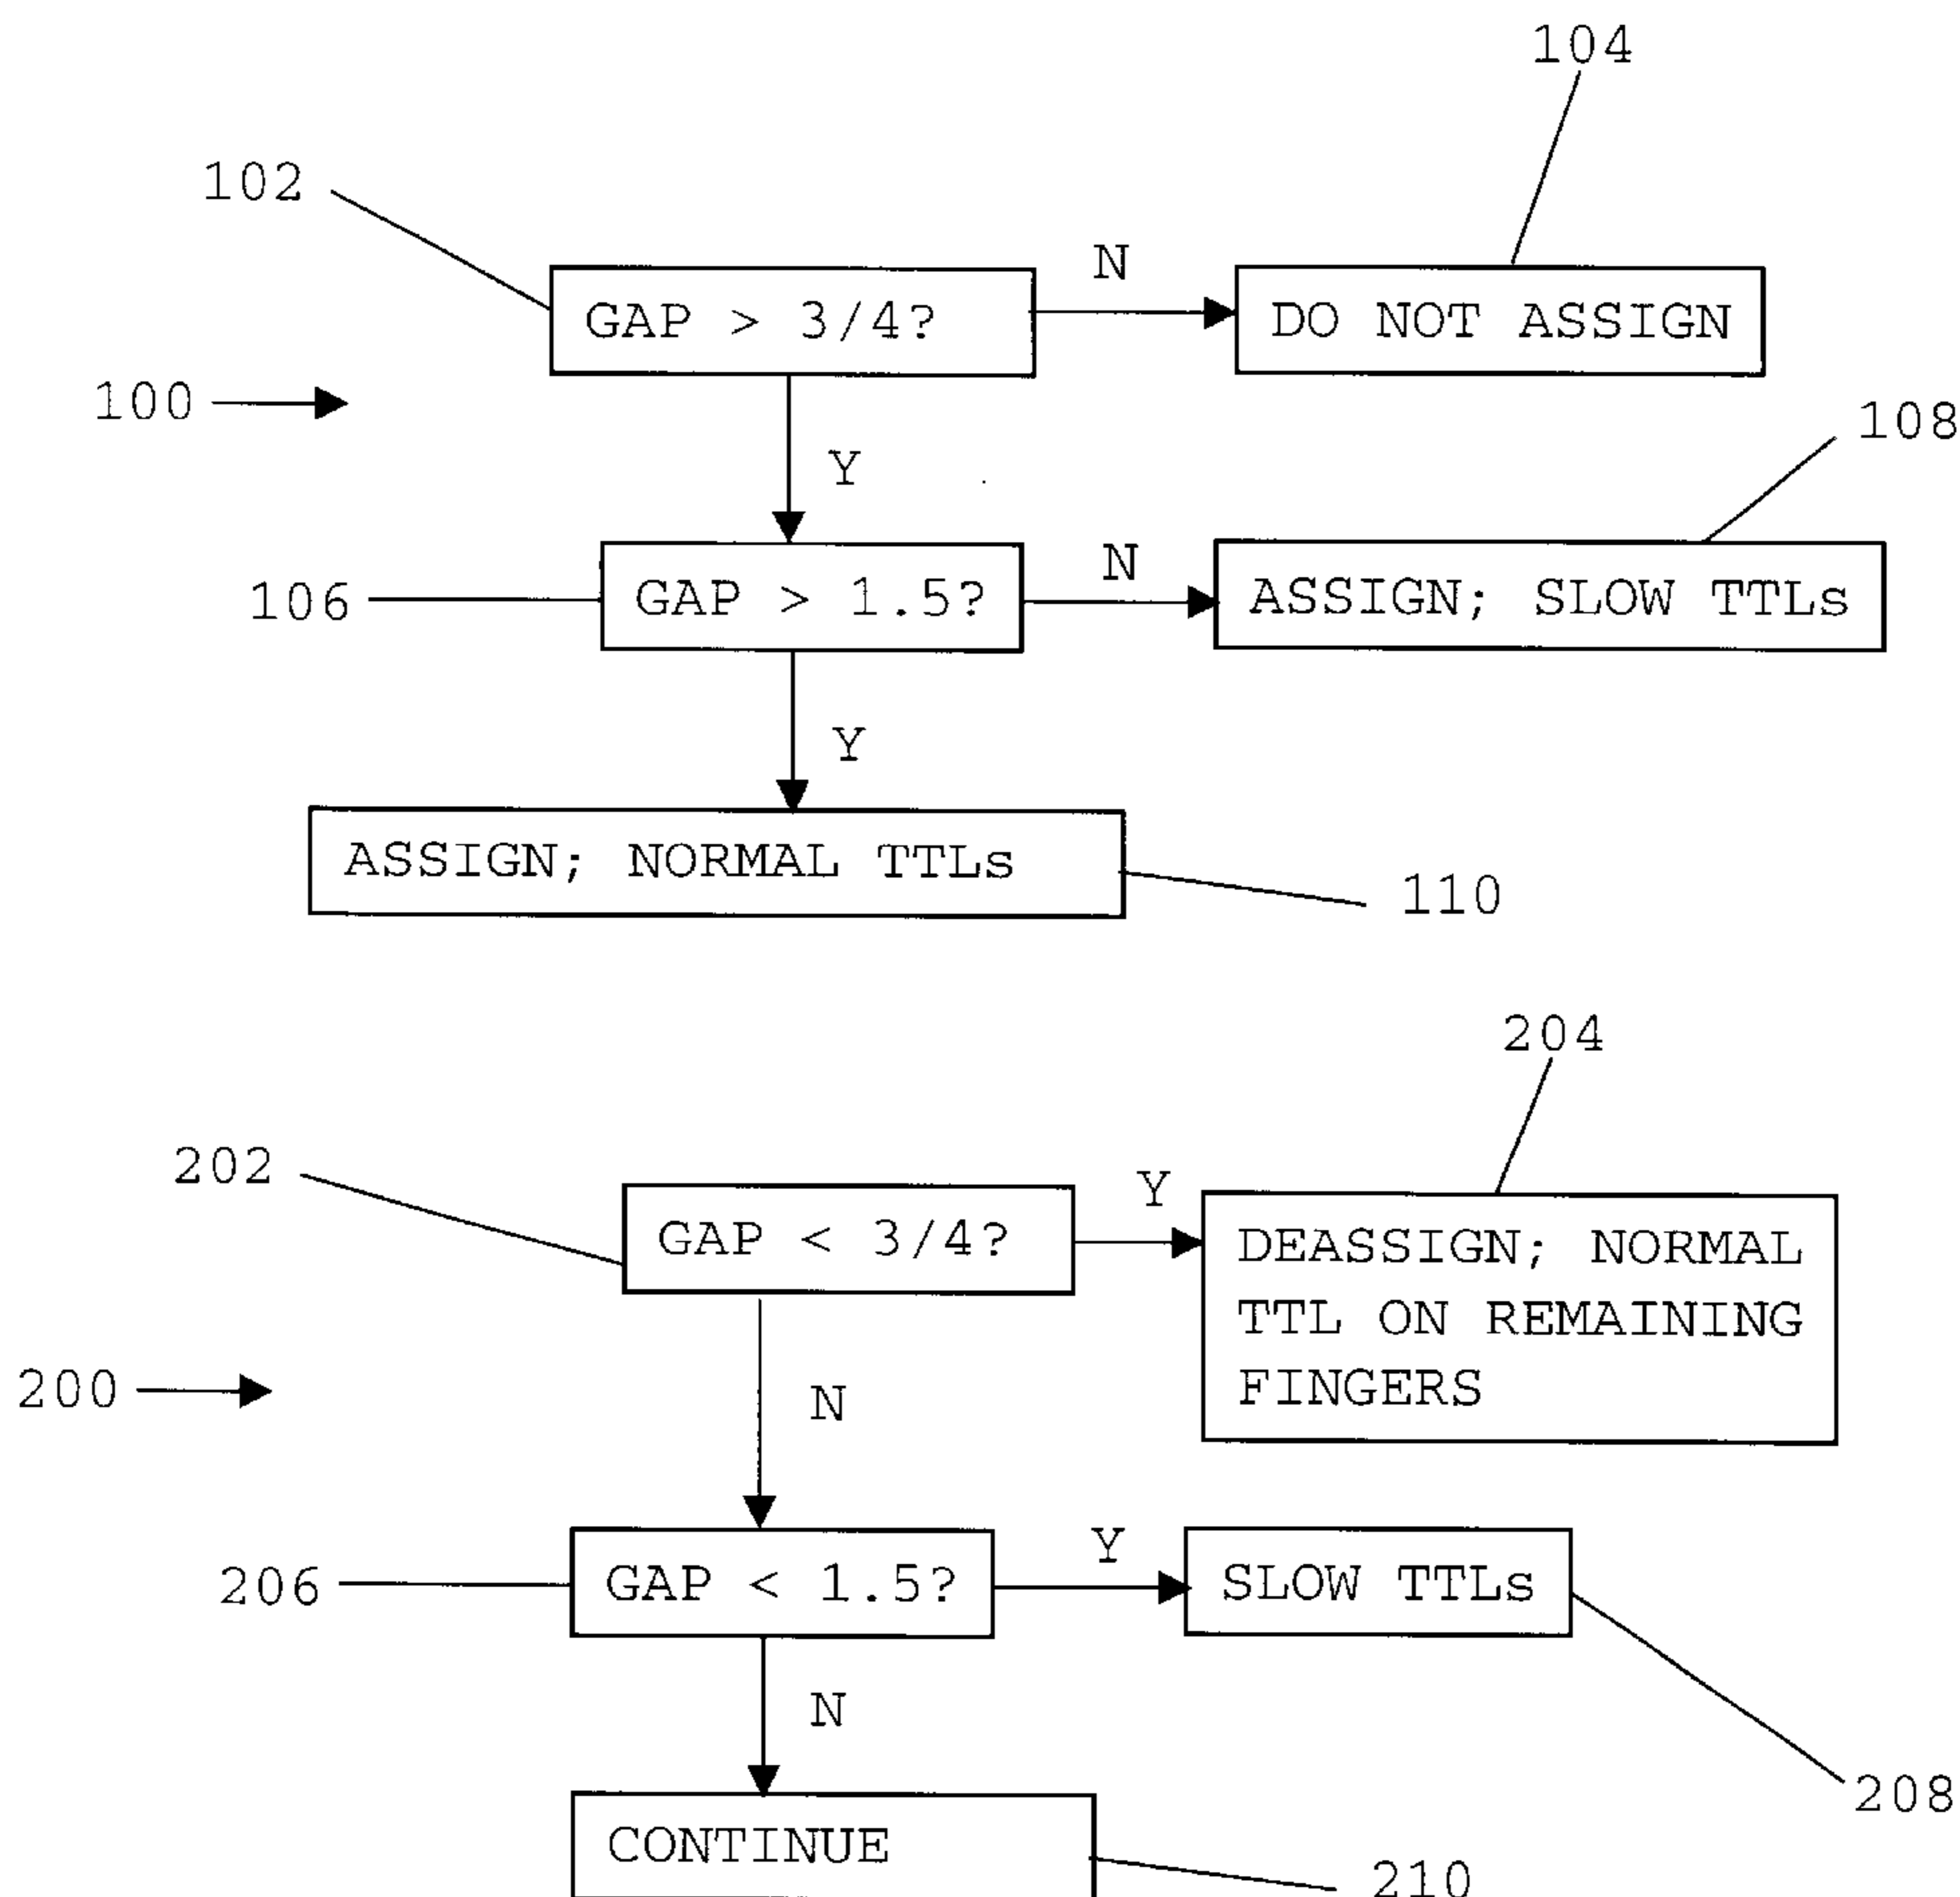 104
102
N
GAP > 3/4?
DO NOT ASSIGN
100
108
Y
N
106
GAP > 1.5?
ASSIGN; SLOW TTLs
Y
ASSIGN; NORMAL TTLs
110
204
202
Y
GAP < 3/4?
DEASSIGN; NORMAL
TTL ON REMAINING
FINGERS
200
N
Y
206
GAP < 1.5?
SLOW TTLs
N
208
CONTINUE
210